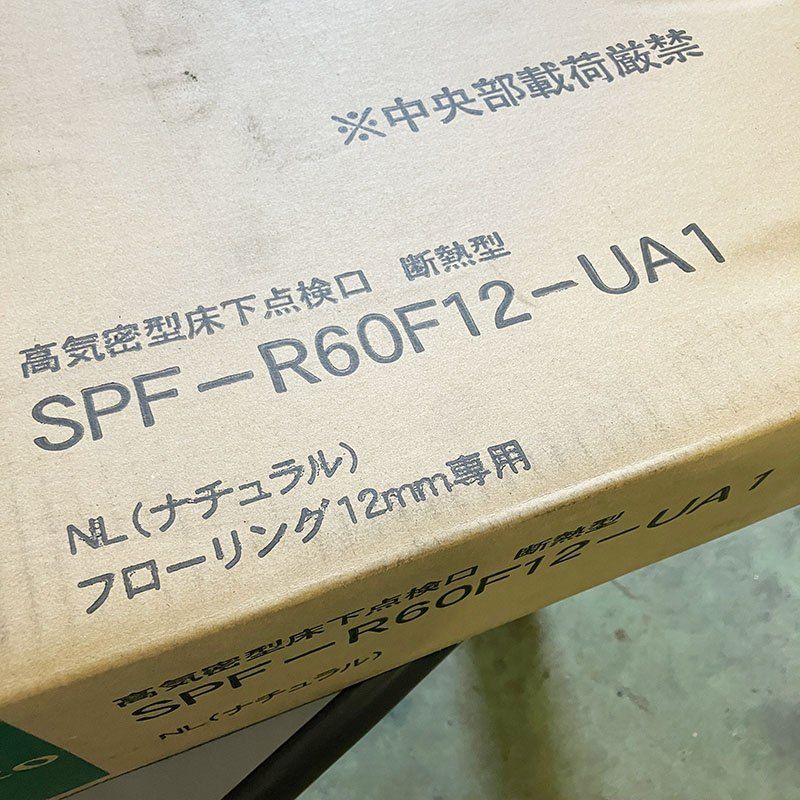 ※中央部載荷厳禁
高気密型床下点検口 断熱型
SPF-R60F12-UA1
NL(ナチュラル)
フローリング12mm専用
高気密型床下点検口 断熱型
SPF-R60F12-UA1
NL(ナチュラル)